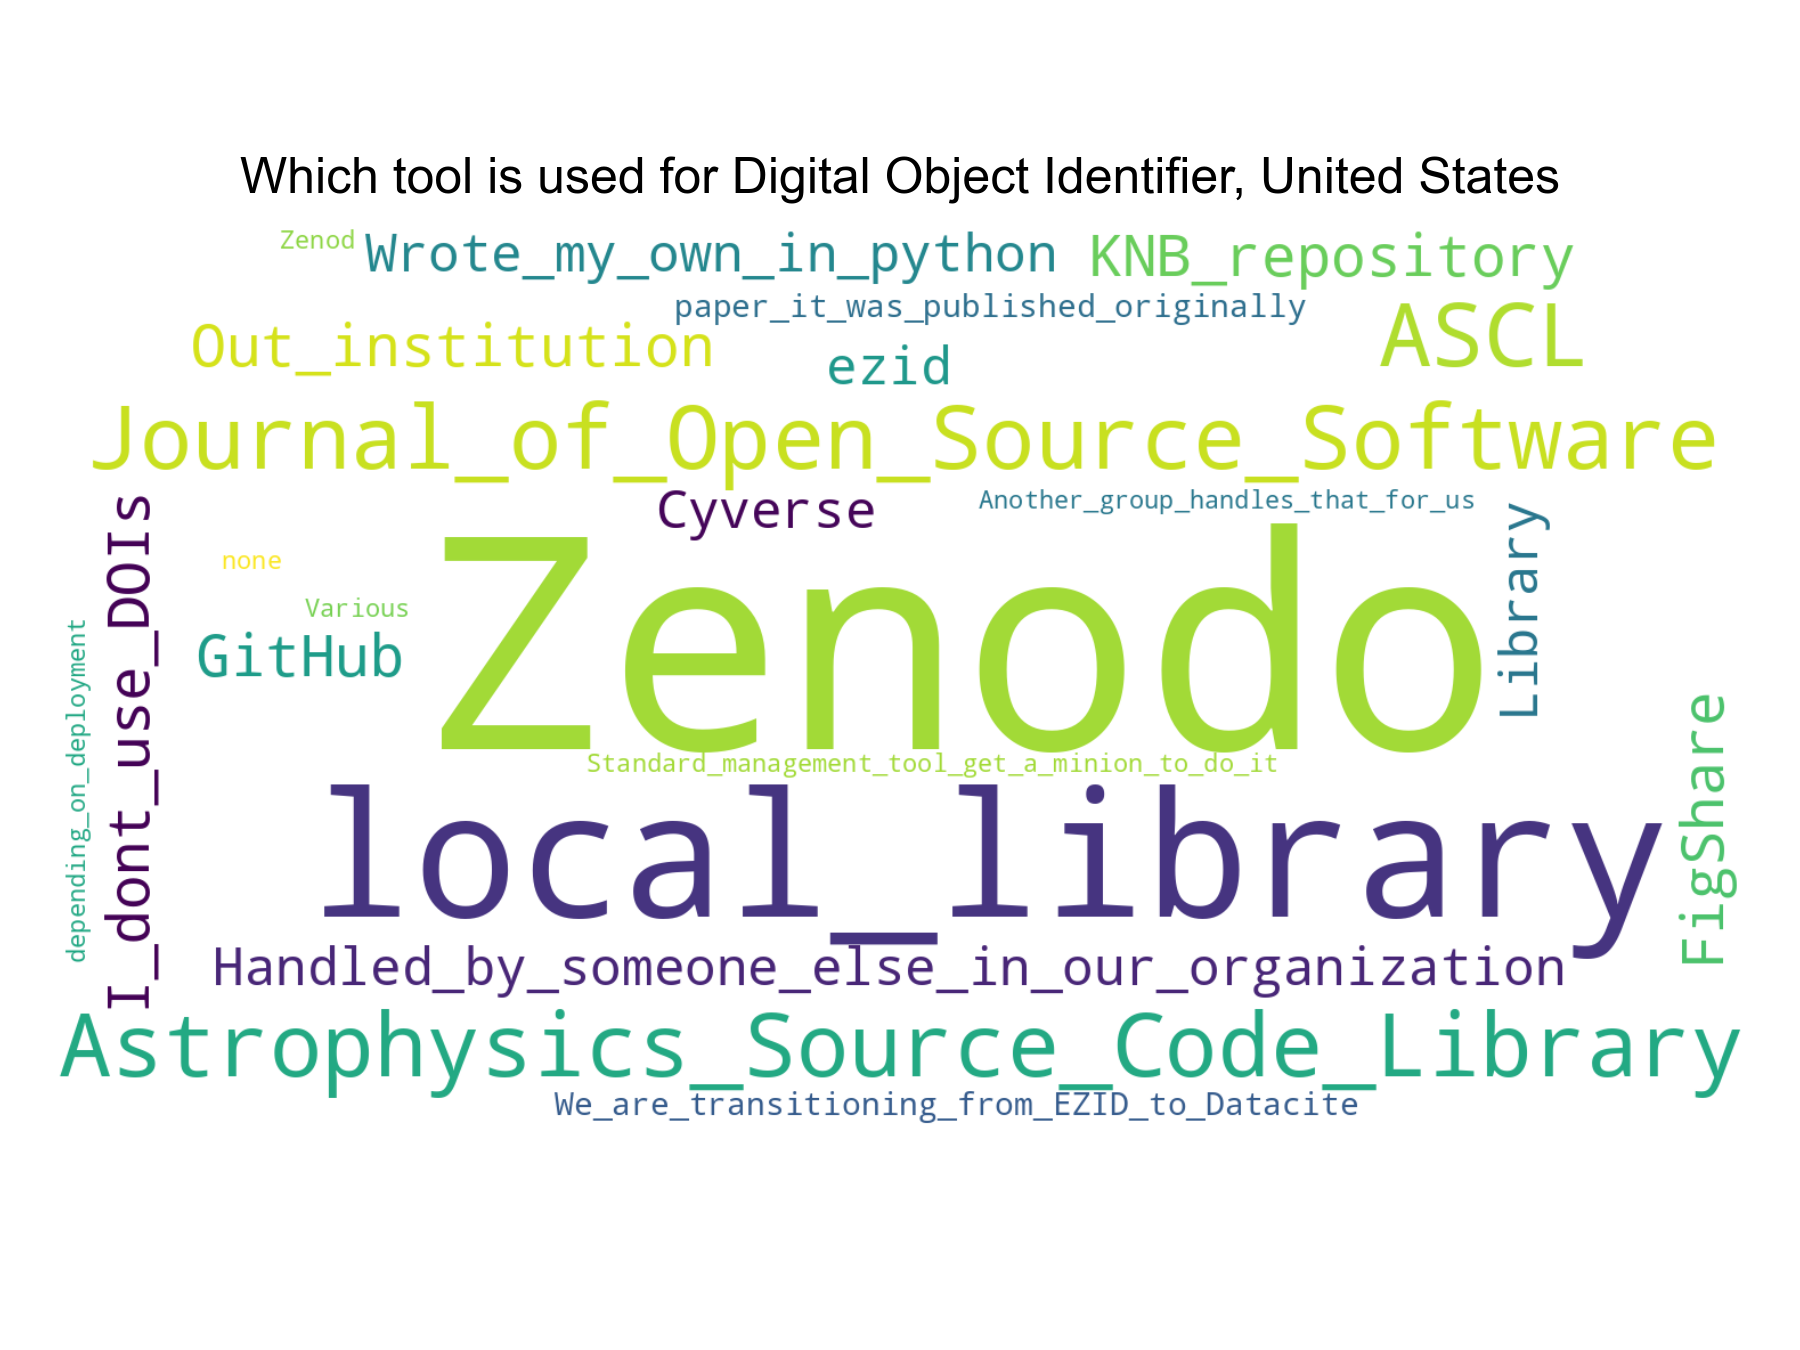 Which tool is used for Digital Object Identifier, United States
Zenod
Wrote_my_own_in_python
KNB_repository
paper_it_was_published_originally
Out_institution
ezid
ASCL
Journal_of_Open_Source_Software
I_dont_use_DOIs
Cyverse
Another_group_handles_that_for_us
Library
none
Various
GitHub
Zenodo
depending_on_deployment
Standard_management_tool_get_a_minion_to_do_it
FigShare
local_library
Handled_by_someone_else_in_our_organization
Astrophysics_Source_Code_Library
We_are_transitioning_from_EZID_to_Datacite